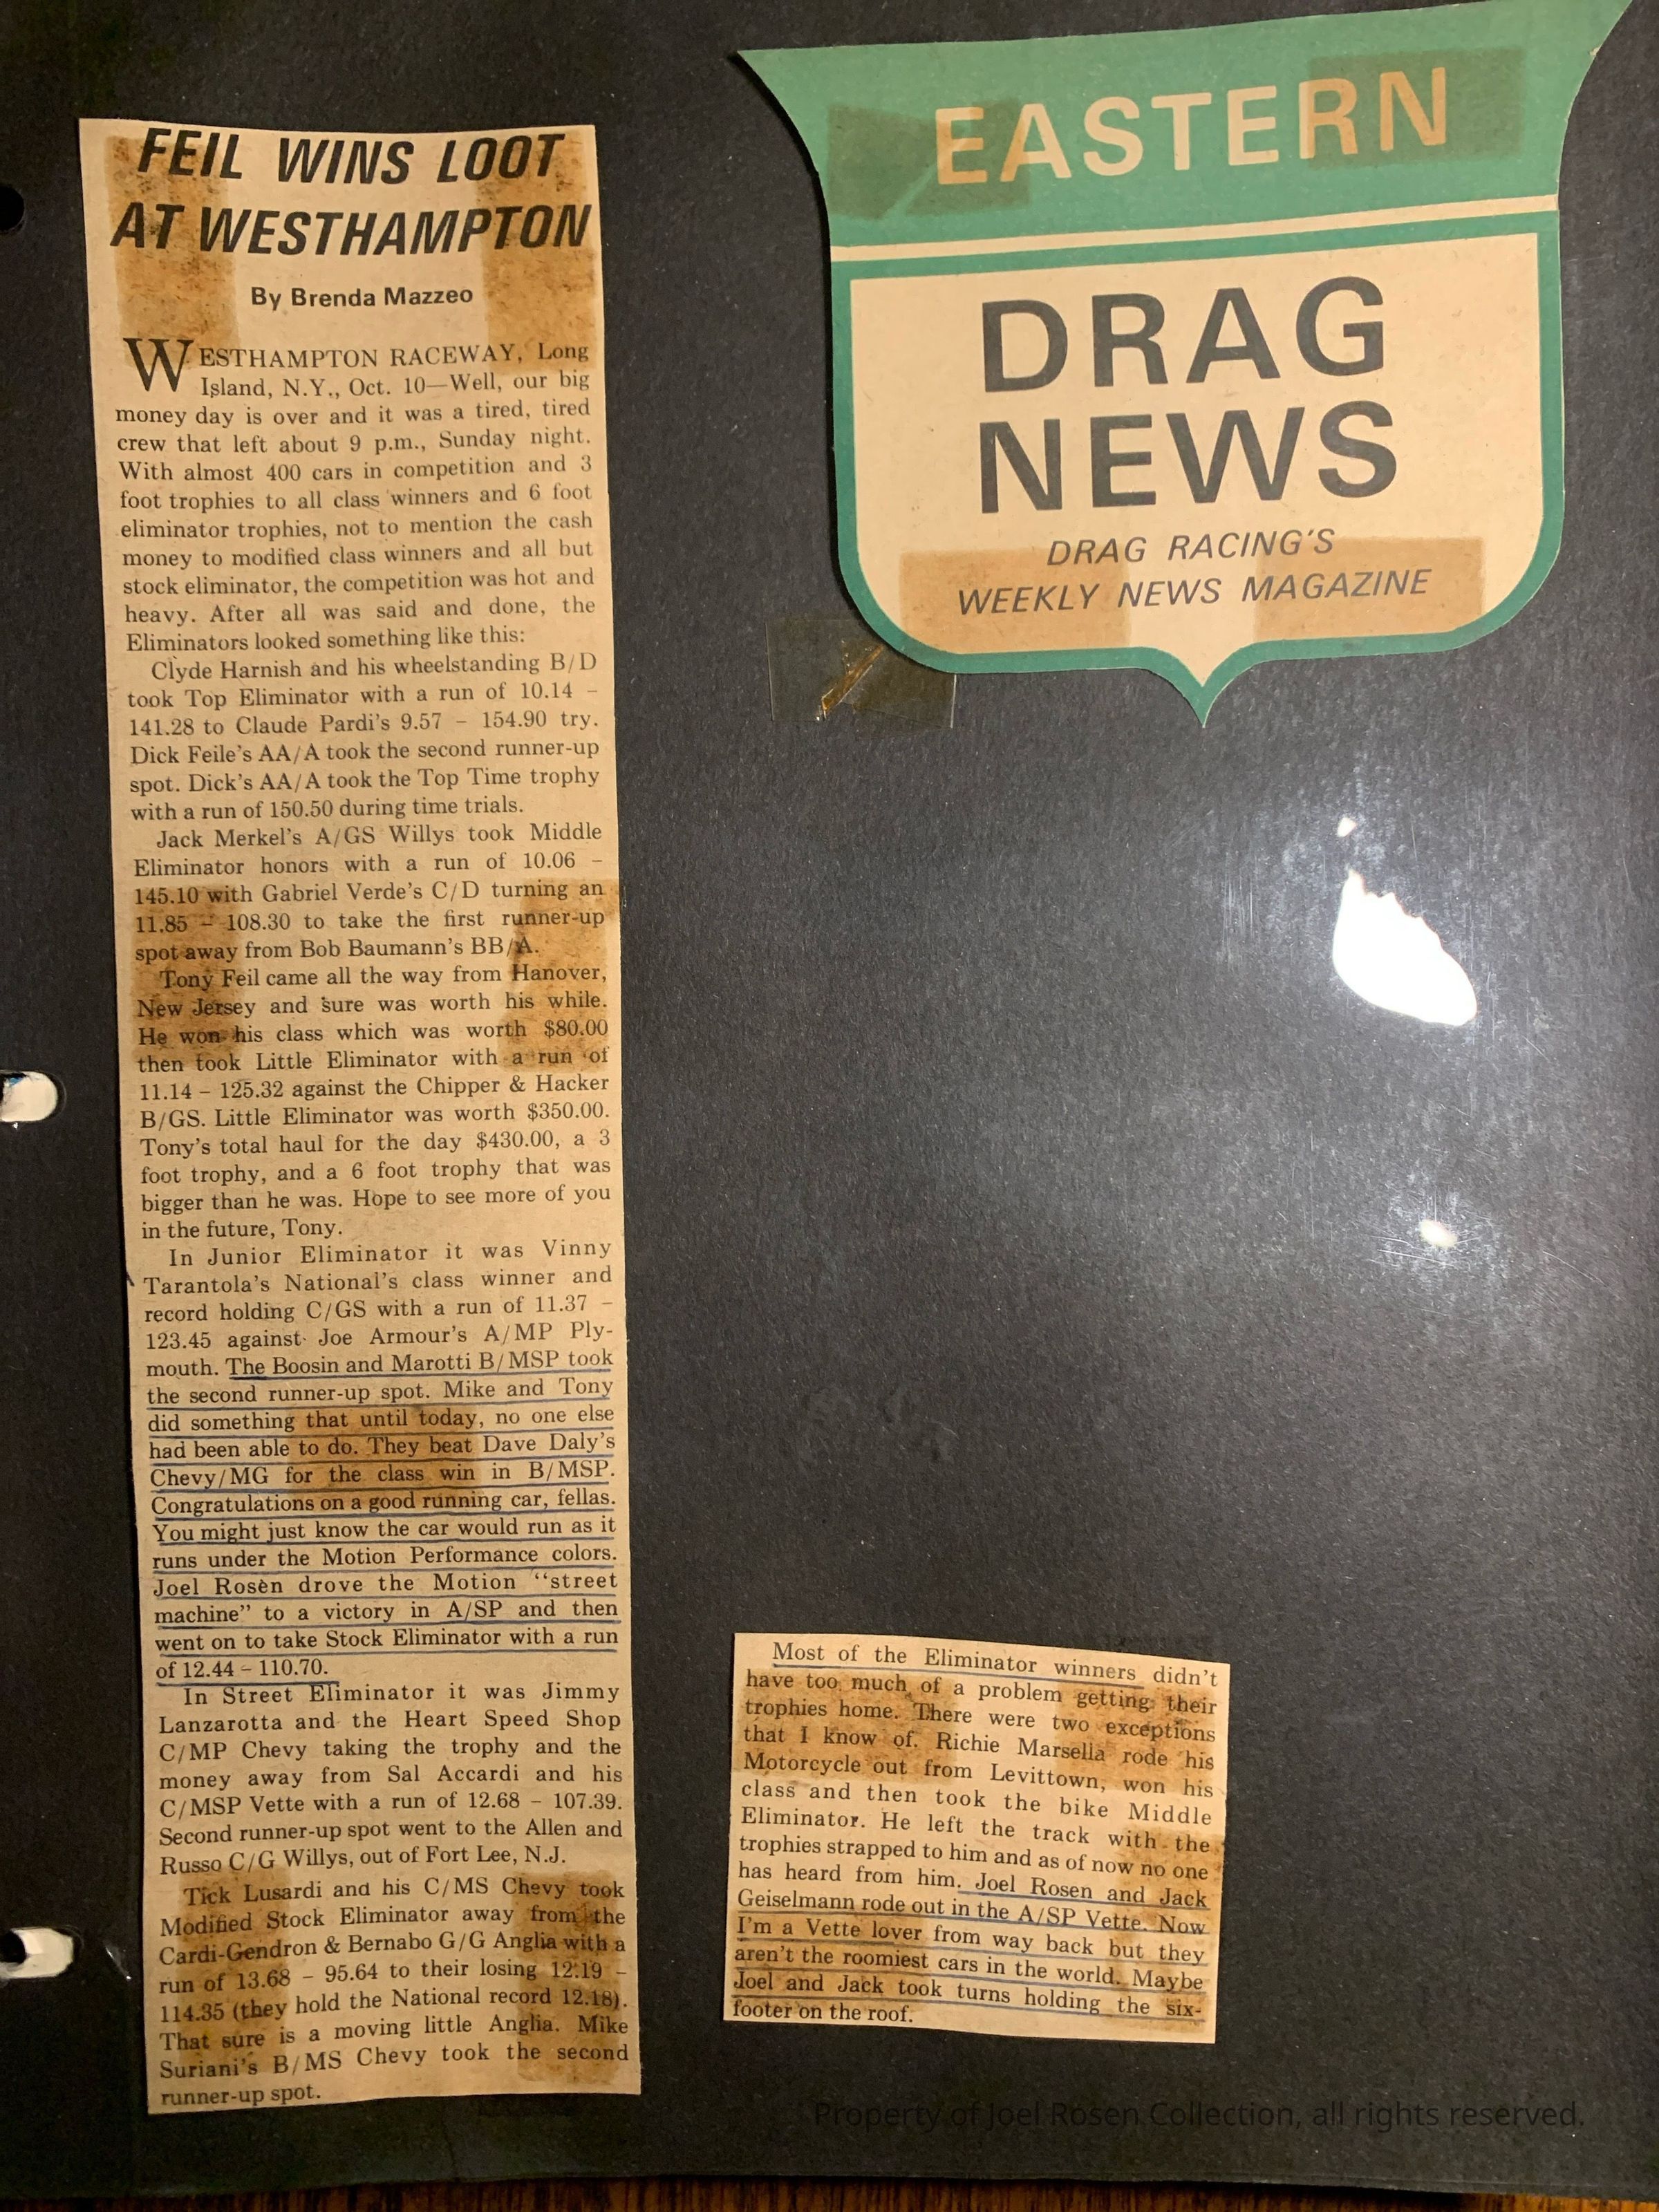 FEIL WINS LOOT
AT WESTHAMPTON
By Brenda Mazzeo
WESTHAMPTON RACEWAY, Long
Island, N.Y., Oct. 10—Well, our big
money day is over and it was a tired, tired
crew that left about 9 p.m., Sunday night.
With almost 400 cars in competition and 3
foot trophies to all class winners and 6 foot
eliminator trophies, not to mention the cash
money to modified class winners and all but
stock eliminator, the competition was hot and
heavy. After all was said and done, the
Eliminators looked something like this:
Clyde Harnish and his wheelstanding B/D
took Top Eliminator with a run of 10.14 –
141.28 to Claude Pardi's 9.57 – 154.90 try.
Dick Feile's AA/A took the second runner-up
spot. Dick's AA/A took the Top Time trophy
with a run of 150.50 during time trials.
Jack Merkel's A/GS Willys took Middle
Eliminator honors with a run of 10.06 –
145.10 with Gabriel Verde's C/D turning an
11.85 – 108.30 to take the first runner-up
spot away from Bob Baumann's BB/A.
Tony Feil came all the way from Hanover,
New Jersey and sure was worth his while.
He won his class which was worth $80.00
then took Little Eliminator with a run of
11.14 – 125.32 against the Chipper & Hacker
B/GS. Little Eliminator was worth $350.00.
Tony's total haul for the day $430.00, a 3
foot trophy, and a 6 foot trophy that was
bigger than he was. Hope to see more of you
in the future, Tony.
In Junior Eliminator it was Vinny
Tarantola's National's class winner and
record holding C/GS with a run of 11.37 –
123.45 against Joe Armour's A/MP Ply-
mouth. The Boosin and Marotti B/MSP took
the second runner-up spot. Mike and Tony
did something that until today, no one else
had been able to do. They beat Dave Daly's
Chevy/MG for the class win in B/MSP.
Congratulations on a good running car, fellas.
You might just know the car would run as it
runs under the Motion Performance colors.
Joel Rosen drove the Motion "street
machine" to a victory in A/SP and then
went on to take Stock Eliminator with a run
of 12.44 – 110.70.
In Street Eliminator it was Jimmy
Lanzarotta and the Heart Speed Shop
C/MP Chevy taking the trophy and the
money away from Sal Accardi and his
C/MSP Vette with a run of 12.68 – 107.39.
Second runner-up spot went to the Allen and
Russo C/G Willys, out of Fort Lee, N.J.
Tick Lusardi and his C/MS Chevy took
Modified Stock Eliminator away from the
Cardi-Gendron & Bernabo G/G Anglia with a
run of 13.68 – 95.64 to their losing 12.19 –
114.35 (they hold the National record 12.18).
That sure is a moving little Anglia. Mike
Suriani's B/MS Chevy took the second
runner-up spot.
EASTERN
DRAG
NEWS
DRAG RACING'S
WEEKLY NEWS MAGAZINE
Most of the Eliminator winners didn't
have too much of a problem getting their
trophies home. There were two exceptions
that I know of. Richie Marsella rode his
Motorcycle out from Levittown, won his
class and then took the bike Middle
Eliminator. He left the track with the
trophies strapped to him and as of now no one
has heard from him. Joel Rosen and Jack
Geiselmann rode out in the A/SP Vette. Now
I'm a Vette lover from way back but they
aren't the roomiest cars in the world. Maybe
Joel and Jack took turns holding the six-
footer on the roof.
Property of Joel Rosen Collection, all rights reserved.